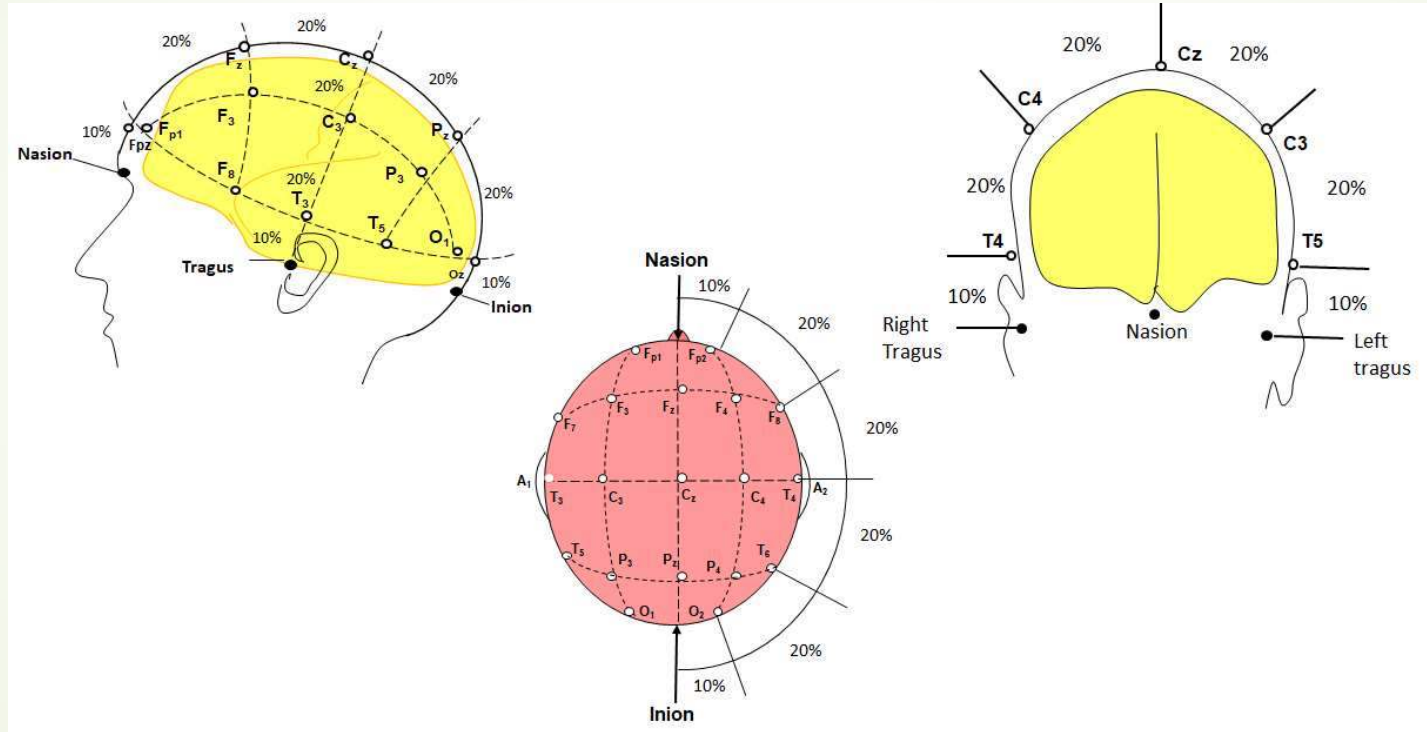 20%
20%
Fz
Cz
20%
20%
10%
Fp1
Fpz
F3
C3
Pz
Nasion
F8
P3
20%
T3
20%
T5
O1
10%
Tragus
Oz
10%
Inion
Nasion
10%
20%
Fp1
Fp2
F3
Fz
F4
F7
F8
20%
A1
T3
C3
Cz
C4
T4
A2
20%
T5
P3
Pz
P4
T6
O1
O2
20%
10%
Inion
20%
Cz
20%
C4
C3
20%
20%
T4
T5
10%
10%
Right
Tragus
Nasion
Left
tragus